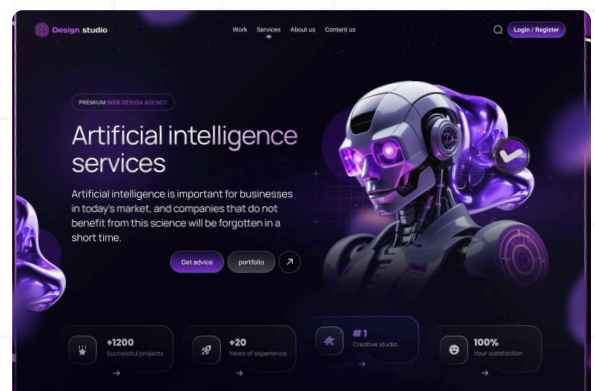 Design studio
Work Services About us Contant us
Login / Register
PREMIUM WEB DESIGN AGENCY
Artificial intelligence
services
Artificial intelligence is important for businesses
in today's market, and companies that do not
benefit from this science will be forgotten in a
short time.
Get advice portfolio
+1200
Successful projects
+20
Years of experience
#1
Creative studio
100%
Your satisfaction